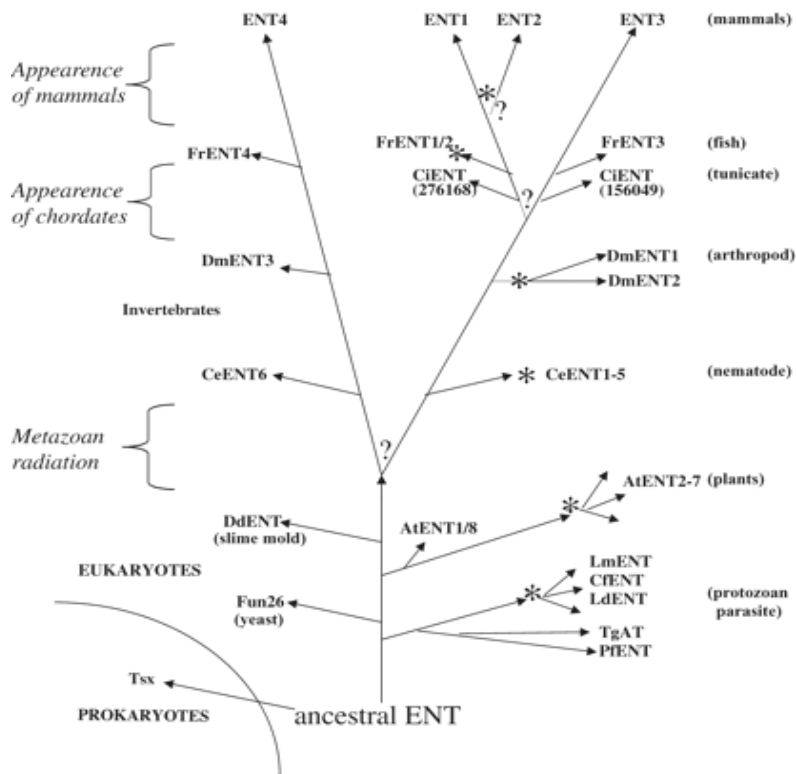 ENT4 ENT1 ENT2 ENT3 (mammals)
Appearence
of mammals
*
?
FrENT1/2 FrENT3 (fish)
*
FrENT4
CiENT CiENT (tunicate)
(276168) (156049)
Appearence
of chordates
?
DmENT3 DmENT1 (arthropod)
* DmENT2
Invertebrates
CeENT6 * CeENT1-5 (nematode)
Metazoan
radiation
?
AtENT2-7 (plants)
*
DdENT AtENT1/8
(slime mold)
LmENT
EUKARYOTES CfENT
Fun26 * LdENT (protozoan
(yeast) parasite)
TgAT
PfENT
Tsx
PROKARYOTES ancestral ENT